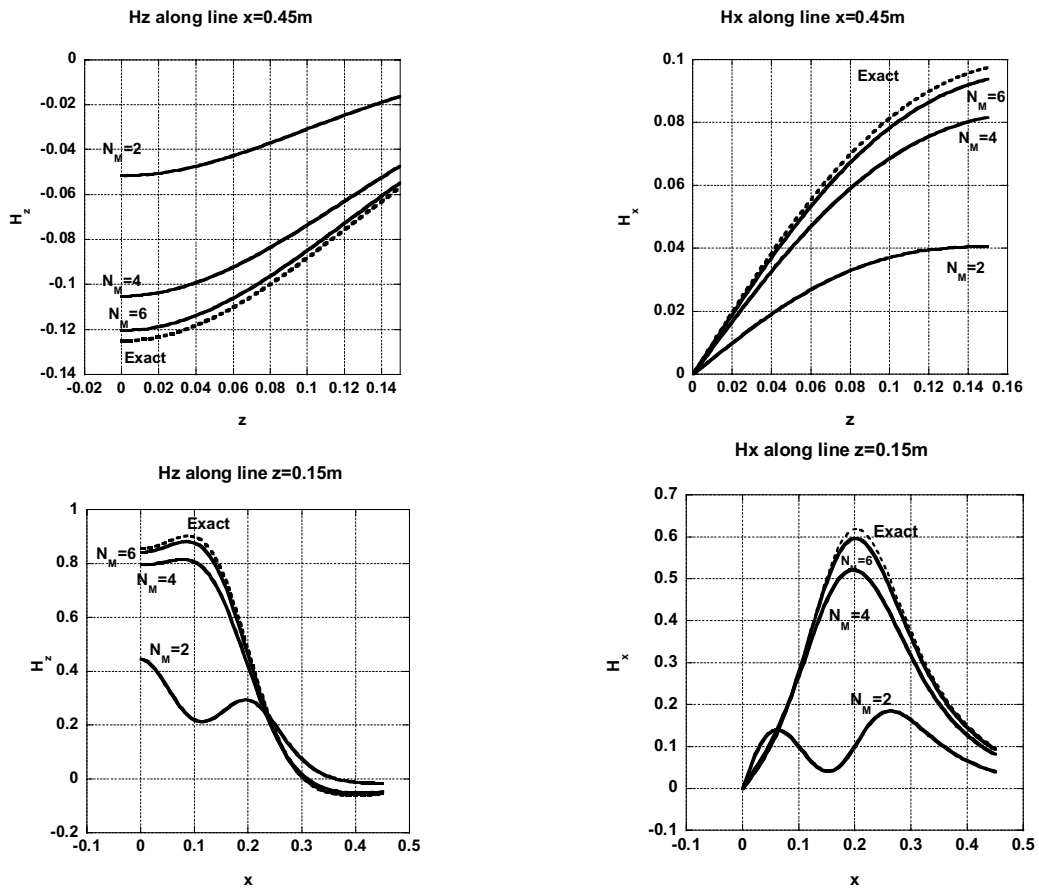 Hz along line x=0.45m
0
-0.02
-0.04
-0.06
-0.08
-0.1
-0.12
-0.14
-0.02 0 0.02 0.04 0.06 0.08 0.1 0.12 0.14
H_z
z
N_M=2
N_M=4
N_M=6
Exact
Hx along line x=0.45m
0.1
0.08
0.06
0.04
0.02
0
0 0.02 0.04 0.06 0.08 0.1 0.12 0.14 0.16
H_x
z
Exact
N_M=6
N_M=4
N_M=2
Hz along line z=0.15m
1
0.8
0.6
0.4
0.2
0
-0.2
-0.1 0 0.1 0.2 0.3 0.4 0.5
H_z
x
Exact
N_M=6
N_M=4
N_M=2
Hx along line z=0.15m
0.7
0.6
0.5
0.4
0.3
0.2
0.1
0
-0.1
-0.1 0 0.1 0.2 0.3 0.4 0.5
H_x
x
Exact
N_M=6
N_M=4
N_M=2